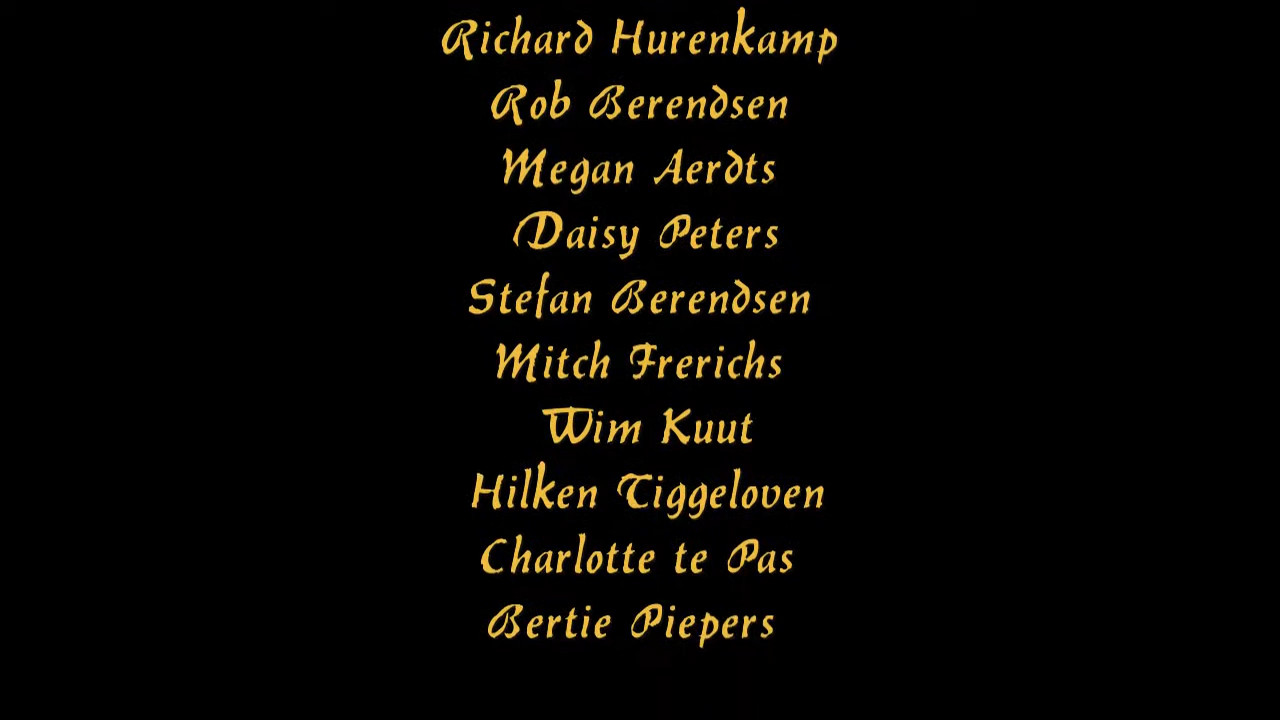 Richard Hurenkamp
Rob Berendsen
Megan Aerdts
Daisy Peters
Stefan Berendsen
Mitch Frerichs
Wim Kuut
Hilken Tiggeloven
Charlotte te Pas
Bertie Piepers